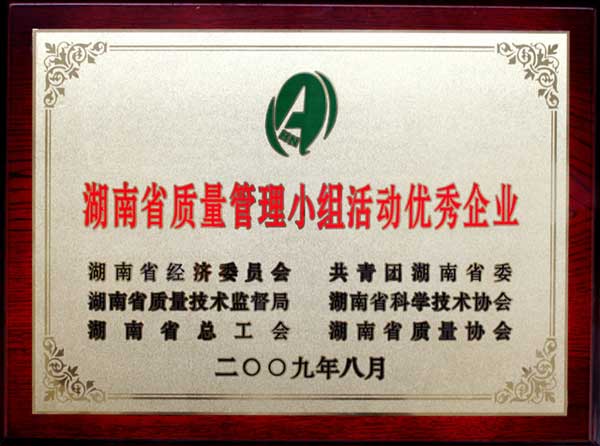 湖南省质量管理小组活动优秀企业
湖南省经济委员会 共青团湖南省委
湖南省质量技术监督局 湖南省科学技术协会
湖南省总工会 湖南省质量协会
二〇〇九年八月